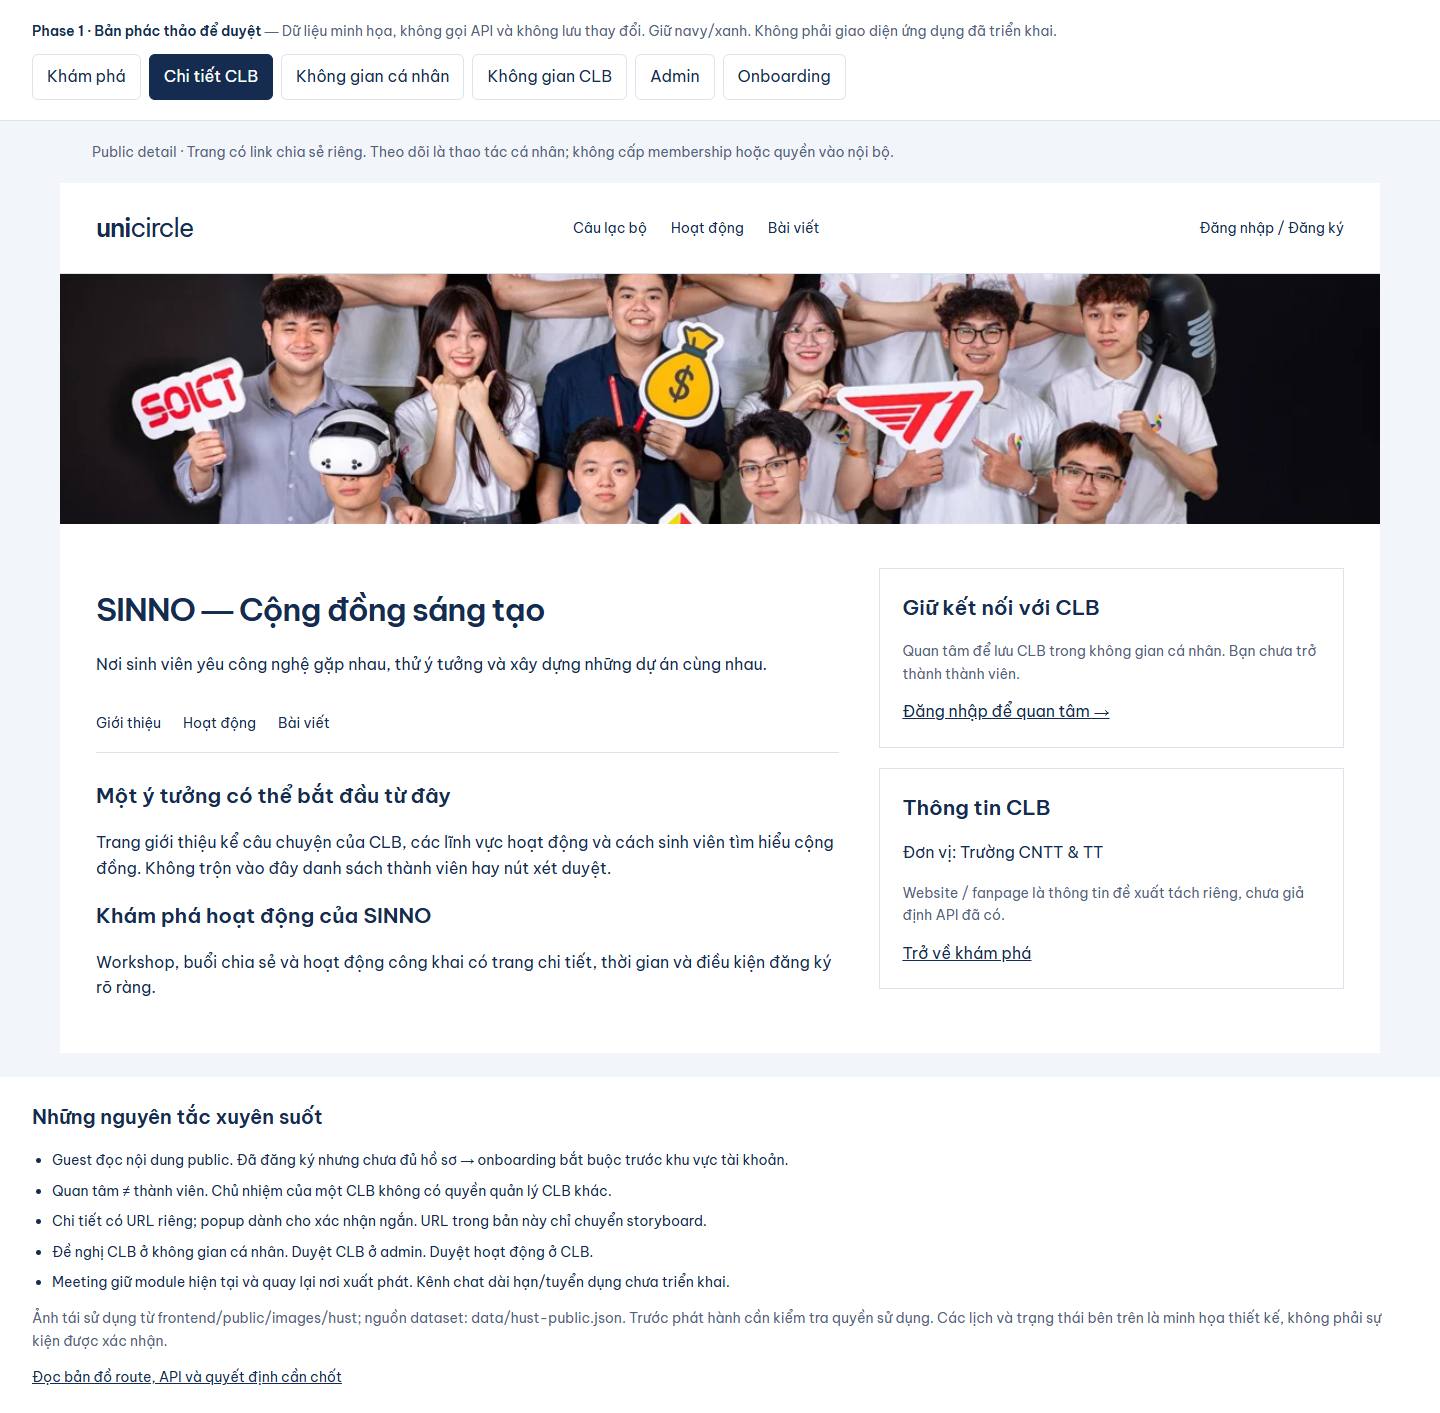 Phase 1 · Bản phác thảo để duyệt — Dữ liệu minh họa, không gọi API và không lưu thay đổi. Giữ navy/xanh. Không phải giao diện ứng dụng đã triển khai.
Khám phá
Chi tiết CLB
Không gian cá nhân
Không gian CLB
Admin
Onboarding
Public detail · Trang có link chia sẻ riêng. Theo dõi là thao tác cá nhân; không cấp membership hoặc quyền vào nội bộ.
unicircle
Câu lạc bộ
Hoạt động
Bài viết
Đăng nhập / Đăng ký
SOICT
$
T1
SINNO — Cộng đồng sáng tạo
Nơi sinh viên yêu công nghệ gặp nhau, thử ý tưởng và xây dựng những dự án cùng nhau.
Giới thiệu
Hoạt động
Bài viết
Một ý tưởng có thể bắt đầu từ đây
Trang giới thiệu kể câu chuyện của CLB, các lĩnh vực hoạt động và cách sinh viên tìm hiểu cộng
đồng. Không trộn vào đây danh sách thành viên hay nút xét duyệt.
Khám phá hoạt động của SINNO
Workshop, buổi chia sẻ và hoạt động công khai có trang chi tiết, thời gian và điều kiện đăng ký
rõ ràng.
Giữ kết nối với CLB
Quan tâm để lưu CLB trong không gian cá nhân. Bạn chưa trở
thành thành viên.
Đăng nhập để quan tâm →
Thông tin CLB
Đơn vị: Trường CNTT & TT
Website / fanpage là thông tin đề xuất tách riêng, chưa giả
định API đã có.
Trở về khám phá
Những nguyên tắc xuyên suốt
• Guest đọc nội dung public. Đã đăng ký nhưng chưa đủ hồ sơ → onboarding bắt buộc trước khu vực tài khoản.
• Quan tâm ≠ thành viên. Chủ nhiệm của một CLB không có quyền quản lý CLB khác.
• Chi tiết có URL riêng; popup dành cho xác nhận ngắn. URL trong bản này chỉ chuyển storyboard.
• Đề nghị CLB ở không gian cá nhân. Duyệt CLB ở admin. Duyệt hoạt động ở CLB.
• Meeting giữ module hiện tại và quay lại nơi xuất phát. Kênh chat dài hạn/tuyển dụng chưa triển khai.
Ảnh tái sử dụng từ frontend/public/images/hust; nguồn dataset: data/hust-public.json. Trước phát hành cần kiểm tra quyền sử dụng. Các lịch và trạng thái bên trên là minh họa thiết kế, không phải sự
kiện được xác nhận.
Đọc bản đồ route, API và quyết định cần chốt